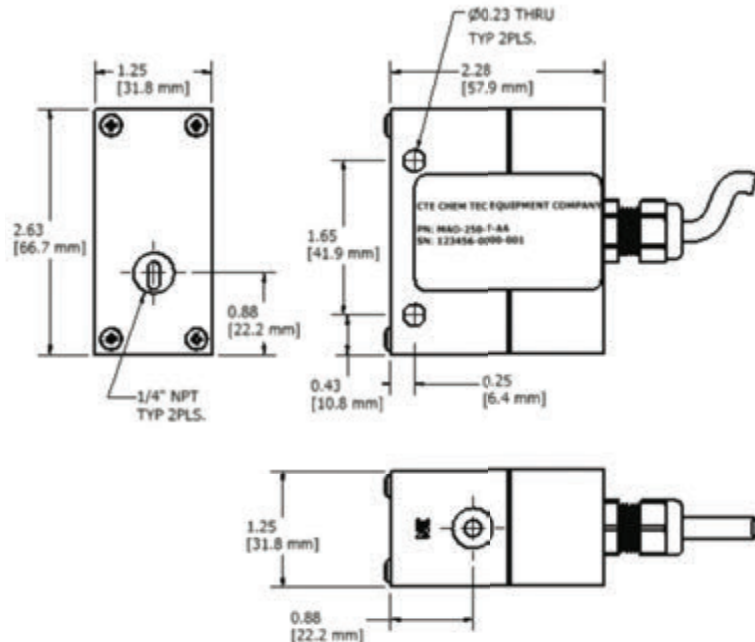 Ø0.23 THRU
TYP 2PLS.
1.25
[31.8 mm]
2.28
[57.9 mm]
2.63
[66.7 mm]
1.65
[41.9 mm]
CTE CHEM TEC EQUIPMENT COMPANY
PN: MAO-250-T-AA
SN: 123456-0000-001
0.88
[22.2 mm]
0.43
[10.8 mm]
0.25
[6.4 mm]
1/4" NPT
TYP 2PLS.
1.25
[31.8 mm]
0.88
[22.2 mm]